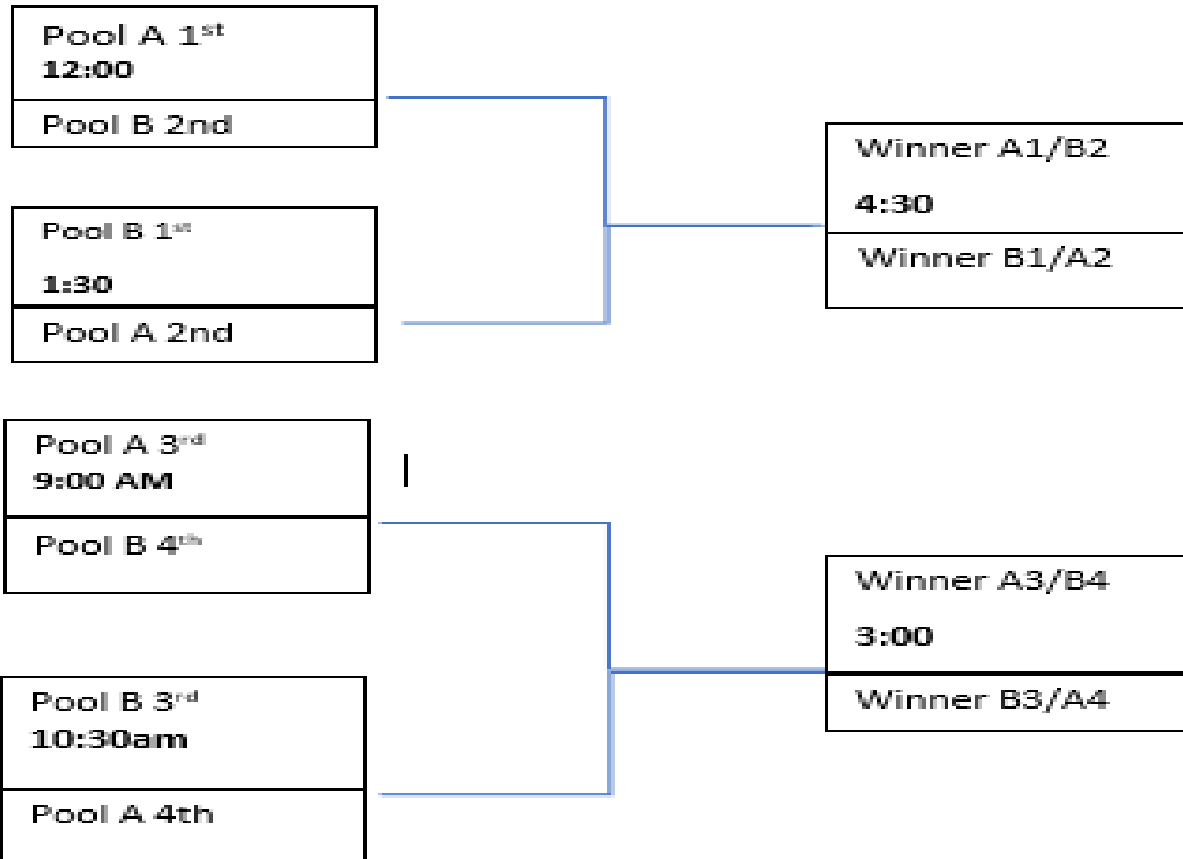 Pool A 1st
12:00
Pool B 2nd
Winner A1/B2
4:30
Winner B1/A2
Pool B 1st
1:30
Pool A 2nd
Pool A 3rd
9:00 AM
Pool B 4th
Winner A3/B4
3:00
Winner B3/A4
Pool B 3rd
10:30am
Pool A 4th